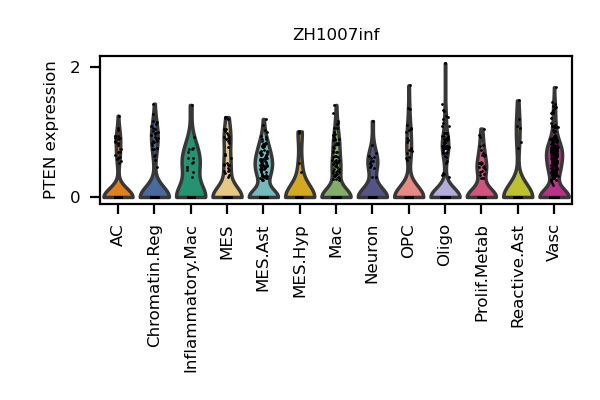 ZH1007inf
PTEN expression
2
0
AC
Chromatin.Reg
Inflammatory.Mac
MES
MES.Ast
MES.Hyp
Mac
Neuron
OPC
Oligo
Prolif.Metab
Reactive.Ast
Vasc